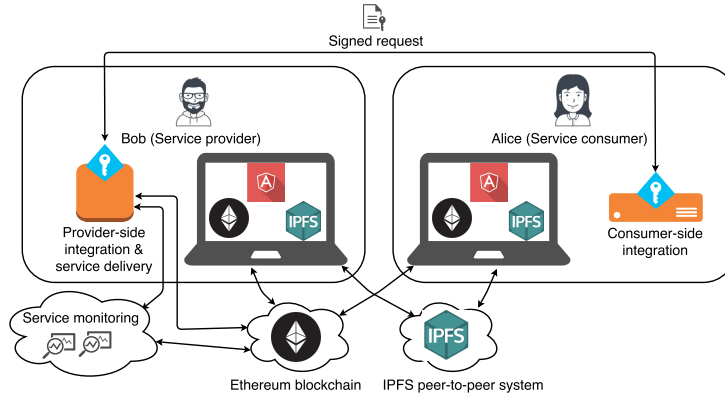 Signed request
Bob (Service provider)
Alice (Service consumer)
A
A
IPFS
IPFS
Provider-side
integration &
service delivery
Consumer-side
integration
Service monitoring
IPFS
Ethereum blockchain
IPFS peer-to-peer system